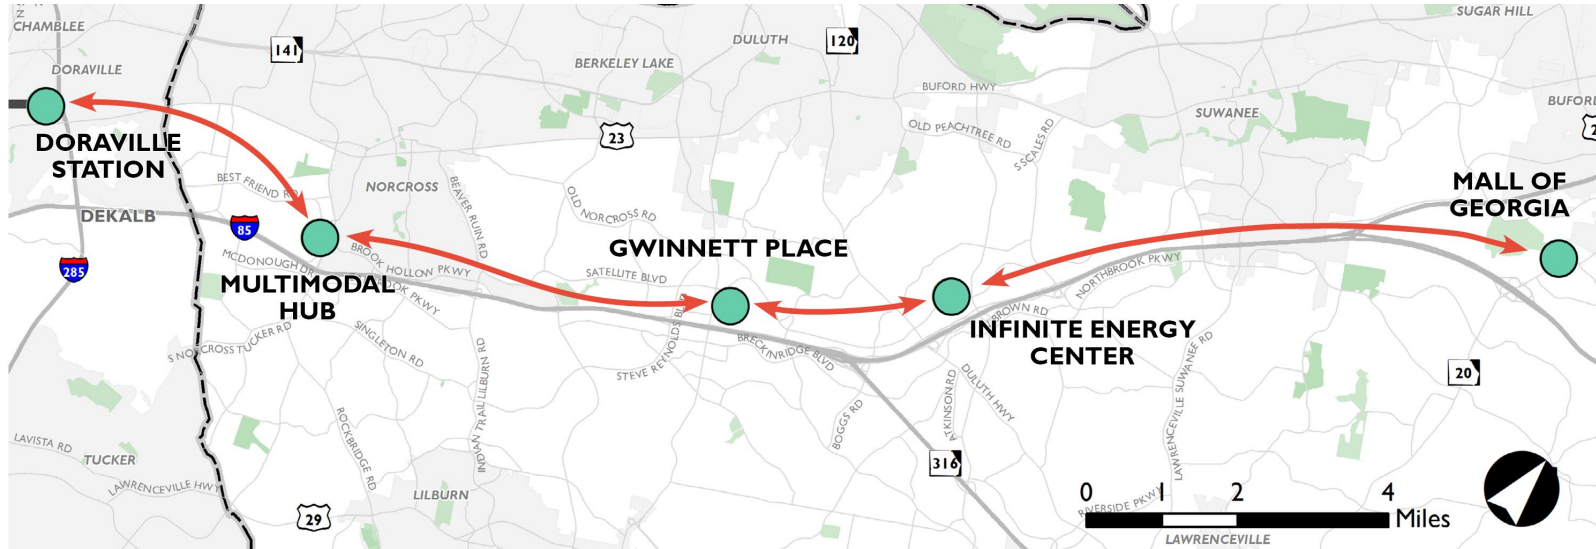 CHAMBLEE
141
DULUTH
120
SUGAR HILL
DORAVILLE
BERKELEY LAKE
BUFORD HWY
BUFORD
SUWANEE
OLD PEACHTREE RD
S SCALES RD
23
DORAVILLE
STATION
BEST FRIEND RD
NORCROSS
BEAVER RUIN RD
OLD NORCROSS RD
MALL OF
GEORGIA
DEKALB
85
GWINNETT PLACE
285
MCDONOUGH DR
BROOK HOLLOW PKWY
SATELLITE BLVD
NORTHBROOK PKWY
MULTIMODAL
HUB
BROOK PKWY
BROWN RD
INFINITE ENERGY
CENTER
S NORCROSS TUCKER RD
SINGLETON RD
STEVE REYNOLDS BLVD
BRECKINRIDGE BLVD
INDIAN TRAIL LILBURN RD
ATKINSON RD
DULUTH HWY
LAWRENCEVILLE SUWANEE RD
20
BOGGS RD
ROCKBRIDGE RD
LAVISTA RD
TUCKER
LAWRENCEVILLE HWY
316
LILBURN
29
0 1 2 4
Miles
RIVERSIDE PKWY
LAWRENCEVILLE